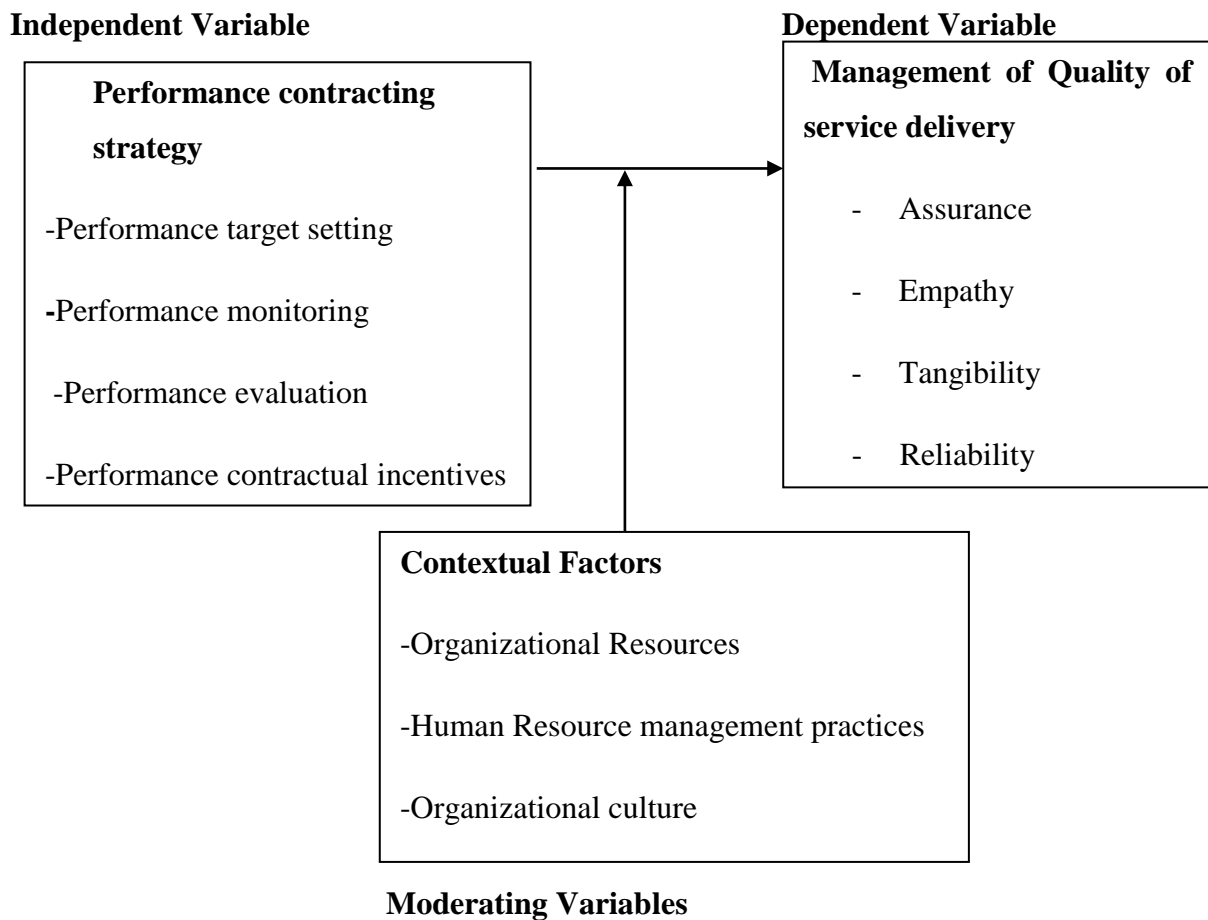 Independent Variable
Dependent Variable
Performance contracting
strategy
-Performance target setting
-Performance monitoring
-Performance evaluation
-Performance contractual incentives
Management of Quality of
service delivery
- Assurance
- Empathy
- Tangibility
- Reliability
Contextual Factors
-Organizational Resources
-Human Resource management practices
-Organizational culture
Moderating Variables